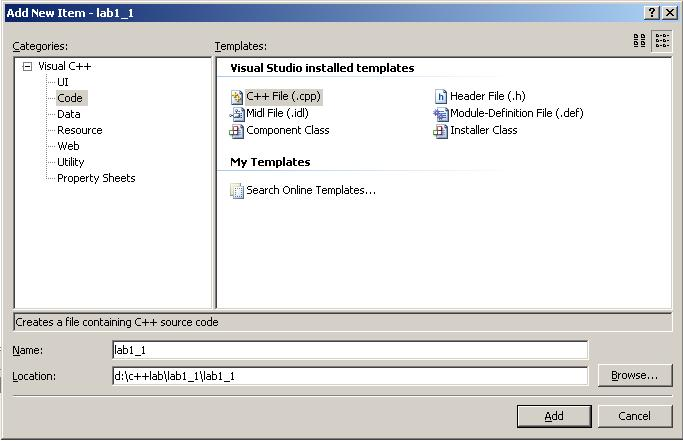 Add New Item - lab1_1
Categories:
Templates:
Visual C++
UI
Code
Data
Resource
Web
Utility
Property Sheets
Visual Studio installed templates
C++ File (.cpp)
Header File (.h)
Midl File (.idl)
Module-Definition File (.def)
Component Class
Installer Class
My Templates
Search Online Templates...
Creates a file containing C++ source code
Name:
lab1_1
Location:
d:\c++lab\lab1_1\lab1_1
Browse...
Add
Cancel